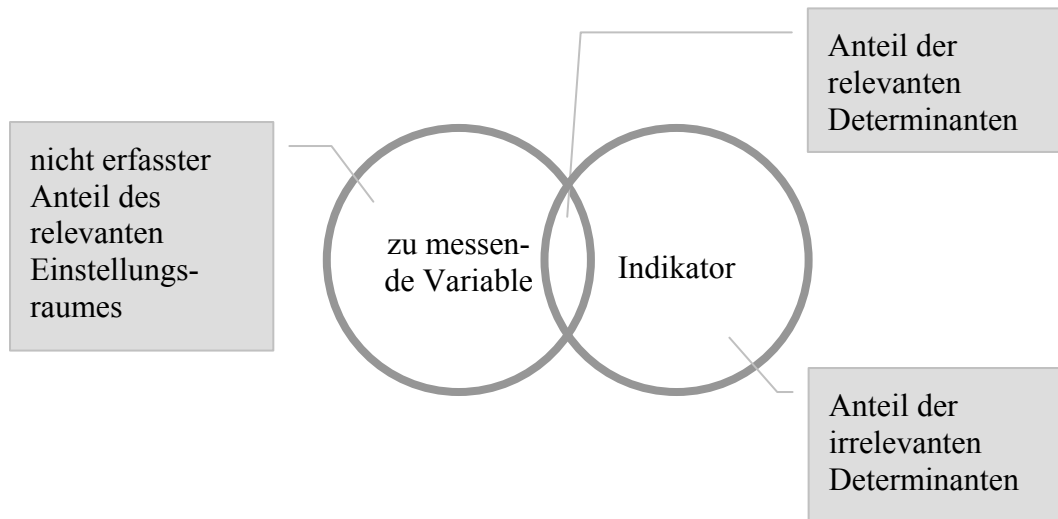 nicht erfasster
Anteil des
relevanten
Einstellungs-
raumes
zu messen-
de Variable
Indikator
Anteil der
relevanten
Determinanten
Anteil der
irrelevanten
Determinanten